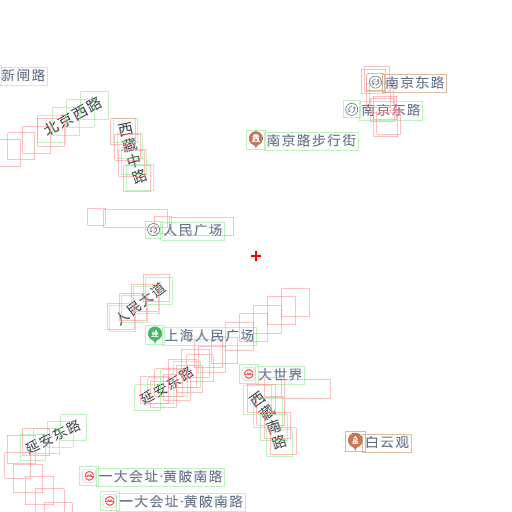 新闸路
南京东路
北京西路
南京东路
西藏中路
南京路步行街
人民广场
人民大道
上海人民广场
延安东路
大世界
西藏南路
延安东路
白云观
一大会址·黄陂南路
一大会址·黄陂南路